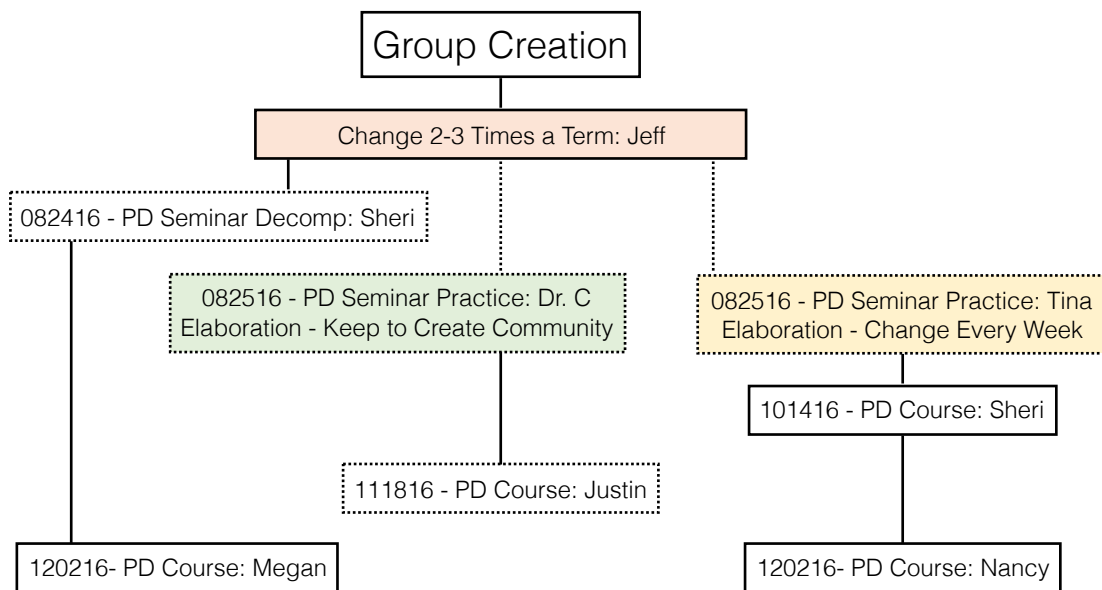 Group Creation
Change 2-3 Times a Term: Jeff
082416 - PD Seminar Decomp: Sheri
082516 - PD Seminar Practice: Dr. C
Elaboration - Keep to Create Community
082516 - PD Seminar Practice: Tina
Elaboration - Change Every Week
101416 - PD Course: Sheri
111816 - PD Course: Justin
120216- PD Course: Megan
120216- PD Course: Nancy